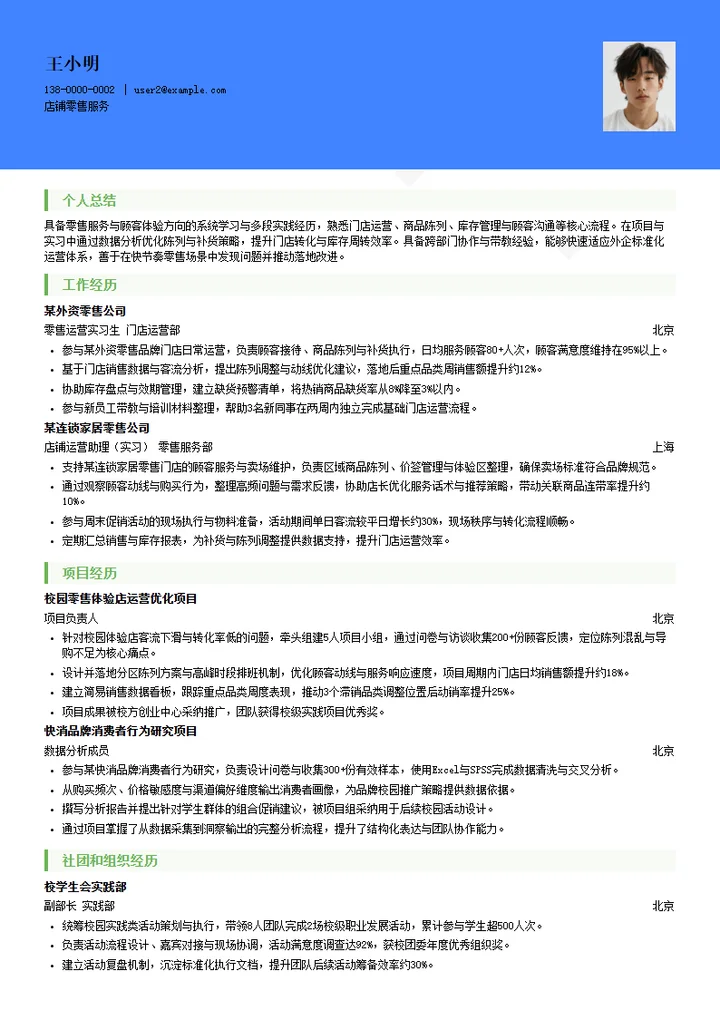 王小明
138-0000-0002 | user2@example.com
店铺零售服务
个人总结
具备零售服务与顾客体验方向的系统学习与多段实践经历，熟悉门店运营、商品陈列、库存管理与顾客沟通等核心流程。在项目与
实习中通过数据分析优化陈列与补货策略，提升门店转化与库存周转效率。具备跨部门协作与带教经验，能够快速适应外企标准化
运营体系，善于在快节奏零售场景中发现问题并推动落地改进。
工作经历
某外资零售公司
零售运营实习生 门店运营部 北京
• 参与某外资零售品牌门店日常运营，负责顾客接待、商品陈列与补货执行，日均服务顾客80+人次，顾客满意度维持在95%以上。
• 基于门店销售数据与客流分析，提出陈列调整与动线优化建议，落地后重点品类周销售额提升约12%。
• 协助库存盘点与效期管理，建立缺货预警清单，将热销商品缺货率从8%降至3%以内。
• 参与新员工带教与培训材料整理，帮助3名新同事在两周内独立完成基础门店运营流程。
某连锁家居零售公司
店铺运营助理（实习） 零售服务部 上海
• 支持某连锁家居零售门店的顾客服务与卖场维护，负责区域商品陈列、价签管理与体验区整理，确保卖场标准符合品牌规范。
• 通过观察顾客动线与购买行为，整理高频问题与需求反馈，协助店长优化服务话术与推荐策略，带动关联商品连带率提升约
10%。
• 参与周末促销活动的现场执行与物料准备，活动期间单日客流较平日增长约30%，现场秩序与转化流程顺畅。
• 定期汇总销售与库存报表，为补货与陈列调整提供数据支持，提升门店运营效率。
项目经历
校园零售体验店运营优化项目
项目负责人 北京
• 针对校园体验店客流下滑与转化率低的问题，牵头组建5人项目小组，通过问卷与访谈收集200+份顾客反馈，定位陈列混乱与导
购不足为核心痛点。
• 设计并落地分区陈列方案与高峰时段排班机制，优化顾客动线与服务响应速度，项目周期内门店日均销售额提升约18%。
• 建立简易销售数据看板，跟踪重点品类周度表现，推动3个滞销品类调整位置后动销率提升25%。
• 项目成果被校方创业中心采纳推广，团队获得校级实践项目优秀奖。
快消品牌消费者行为研究项目
数据分析成员 北京
• 参与某快消品牌消费者行为研究，负责设计问卷与收集300+份有效样本，使用Excel与SPSS完成数据清洗与交叉分析。
• 从购买频次、价格敏感度与渠道偏好维度输出消费者画像，为品牌校园推广策略提供数据依据。
• 撰写分析报告并提出针对学生群体的组合促销建议，被项目组采纳用于后续校园活动设计。
• 通过项目掌握了从数据采集到洞察输出的完整分析流程，提升了结构化表达与团队协作能力。
社团和组织经历
校学生会实践部
副部长 实践部 北京
• 统筹校园实践类活动策划与执行，带领8人团队完成2场校级职业发展活动，累计参与学生超500人次。
• 负责活动流程设计、嘉宾对接与现场协调，活动满意度调查达92%，获校团委年度优秀组织奖。
• 建立活动复盘机制，沉淀标准化执行文档，提升团队后续活动筹备效率约30%。